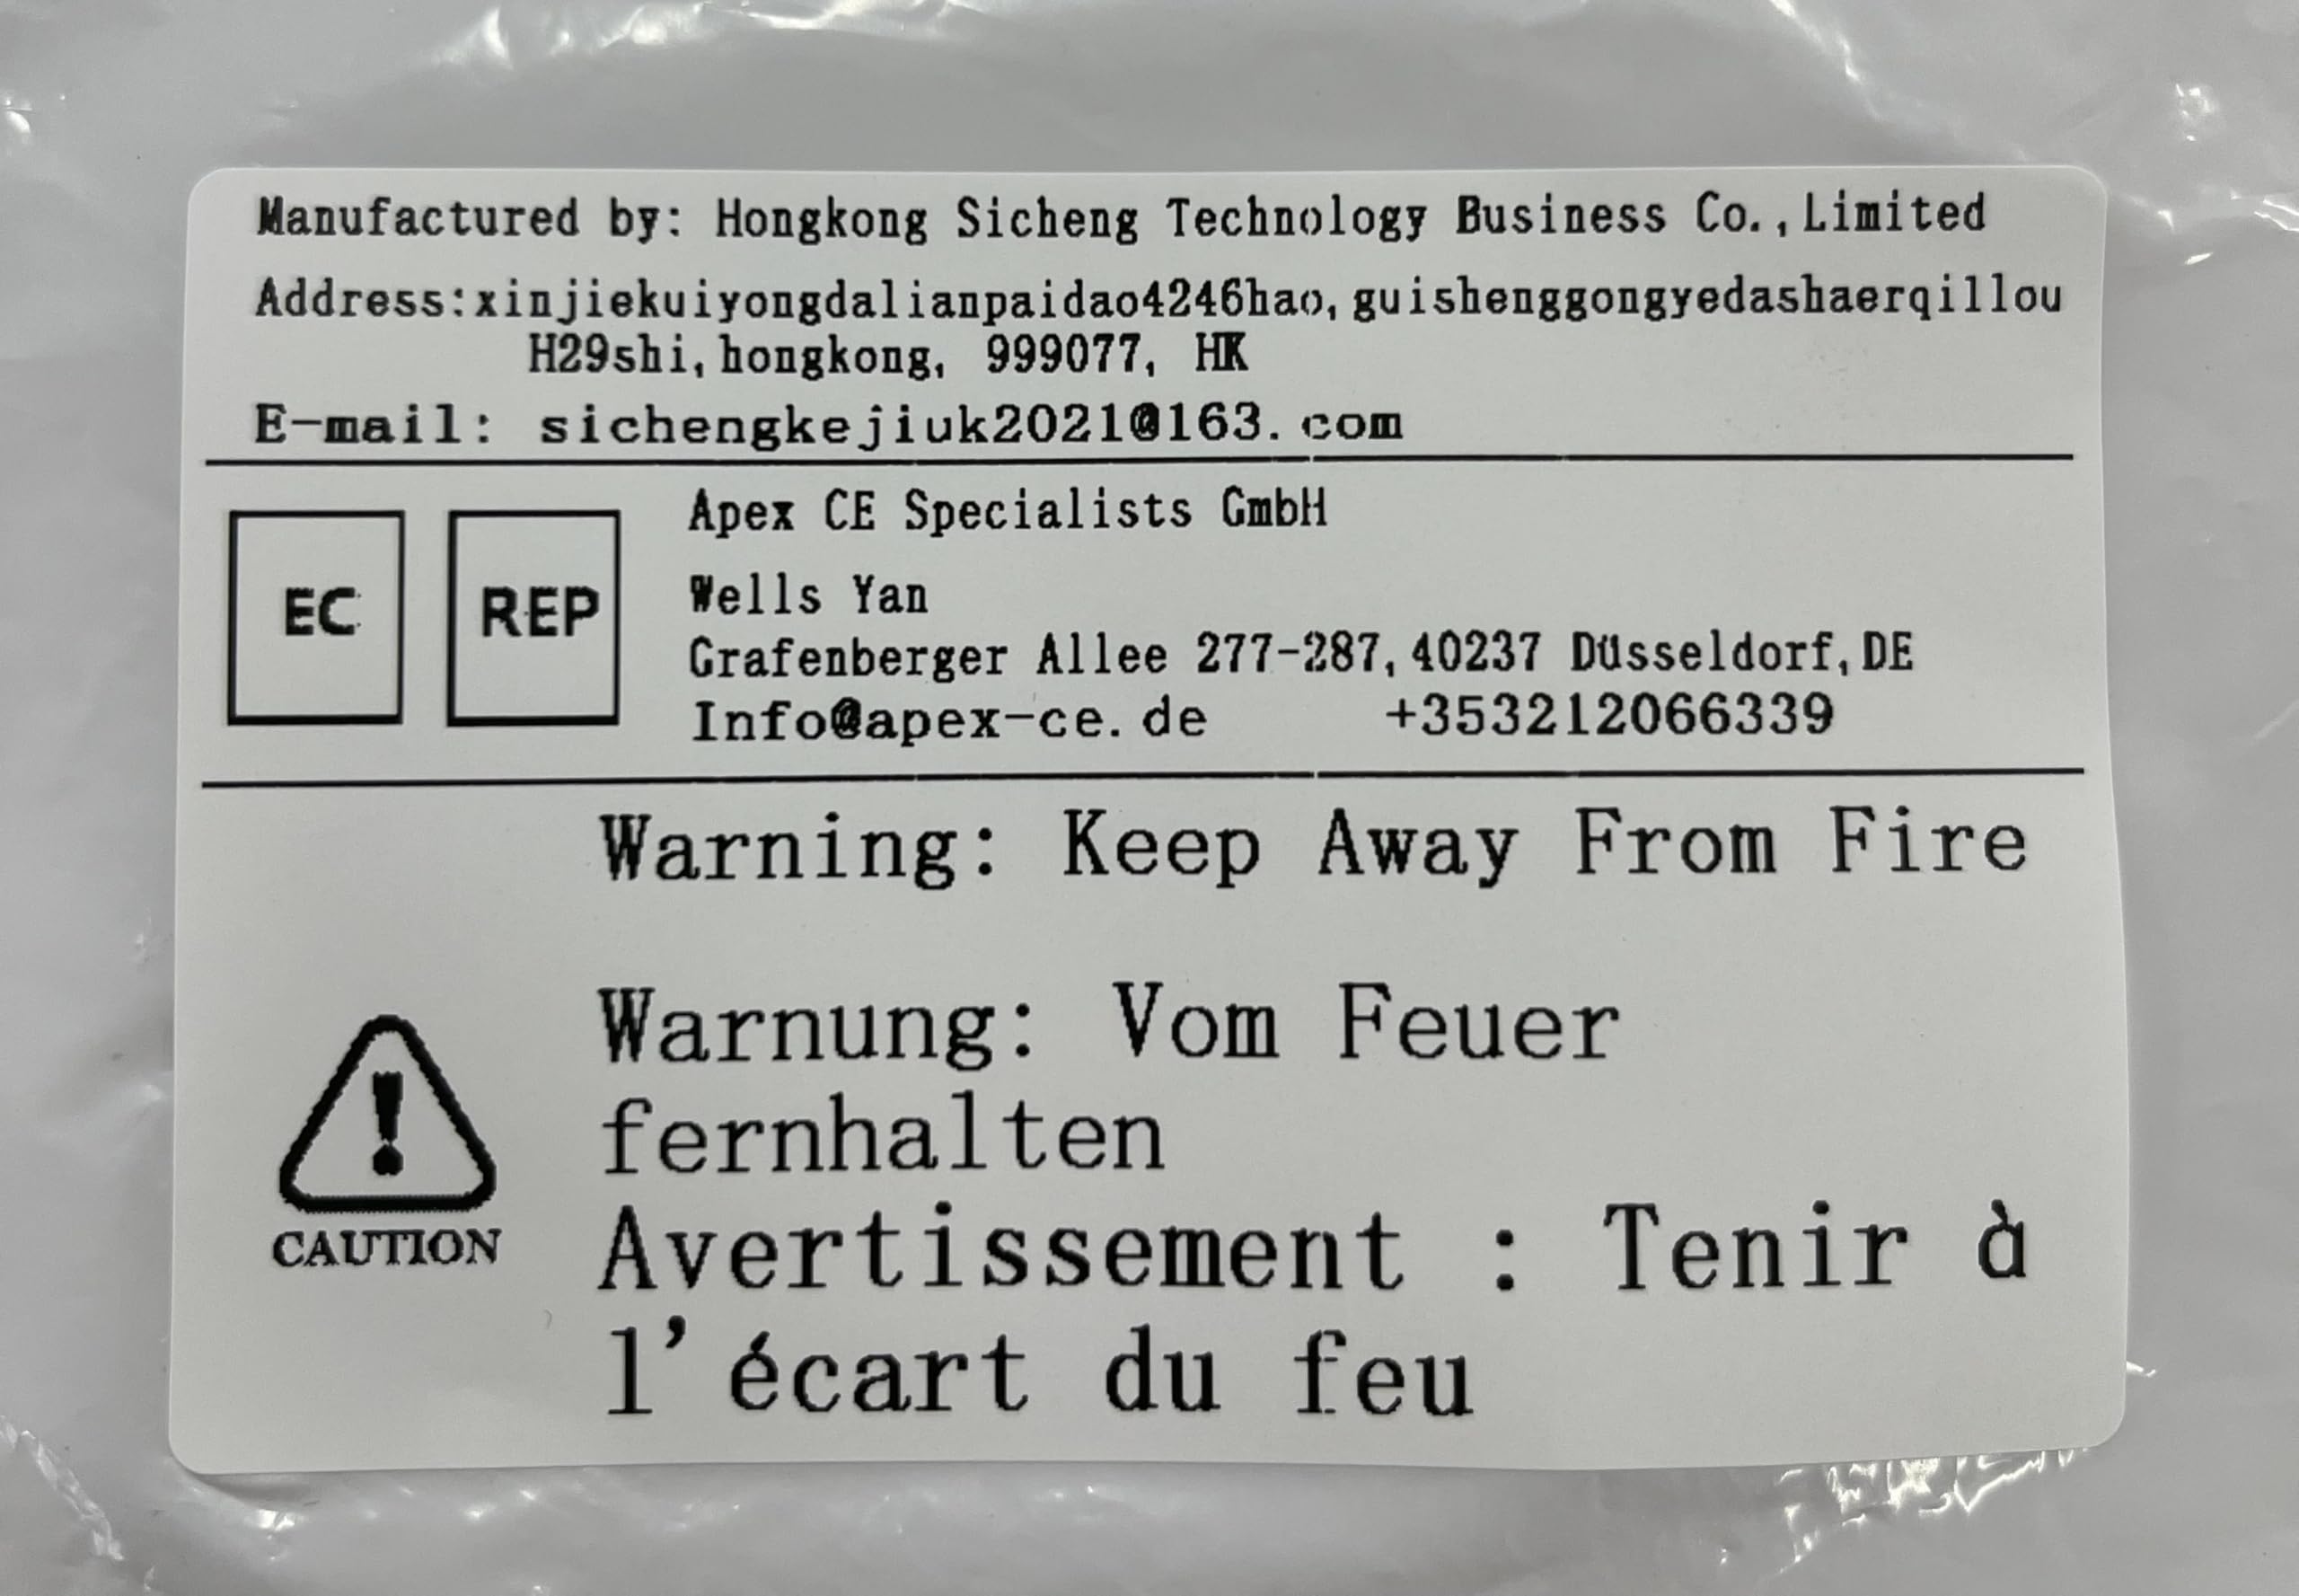 Manufactured by: Hongkong Sicheng Technology Business Co.,Limited
Address:xinjiekuiyongdalianpaidao4246hao,guishenggongyedashaerqillou
H29shi,hongkong, 999077, HK
E-mail: sichengkejiuk2021@163.com
EC REP
Apex CE Specialists GmbH
Wells Yan
Grafenberger Allee 277-287,40237 Düsseldorf,DE
Info@apex-ce.de +353212066339
Warning: Keep Away From Fire
Warnung: Vom Feuer
fernhalten
Avertissement : Tenir à
l'écart du feu
CAUTION